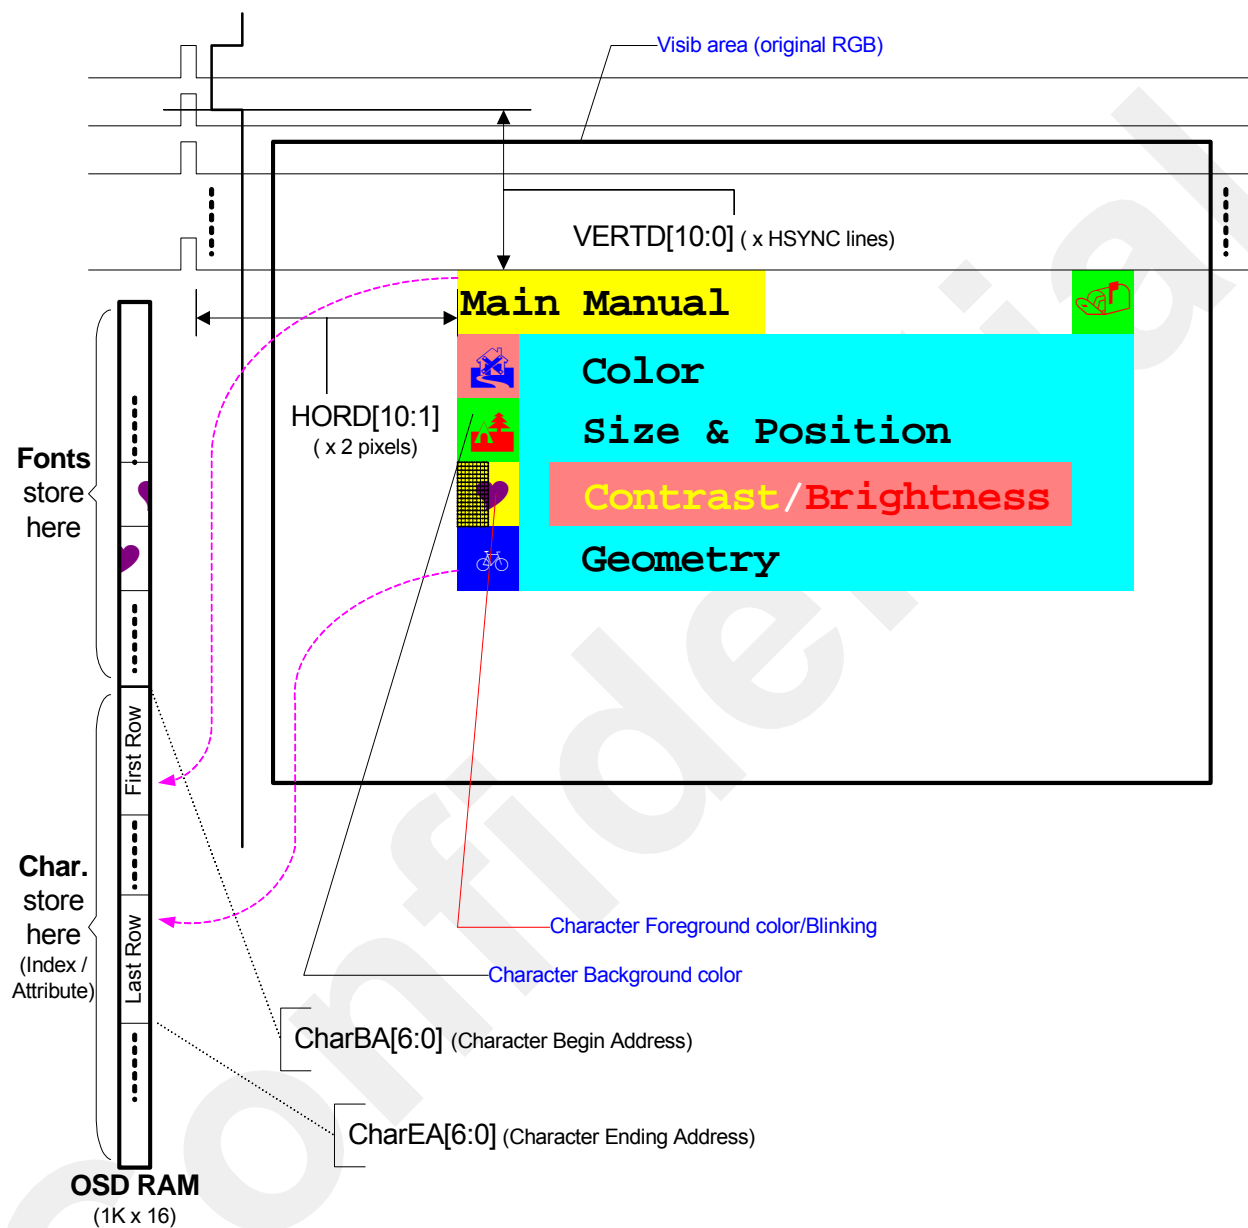 Visib area (original RGB)
VERTD[10:0] ( x HSYNC lines)
Main Manual
Color
HORD[10:1]
( x 2 pixels)
Size & Position
Fonts
store
here
Contrast/Brightness
Geometry
First Row
Char.
store
here
(Index /
Attribute)
Last Row
Character Foreground color/Blinking
Character Background color
CharBA[6:0] (Character Begin Address)
CharEA[6:0] (Character Ending Address)
OSD RAM
(1K x 16)
Confidential